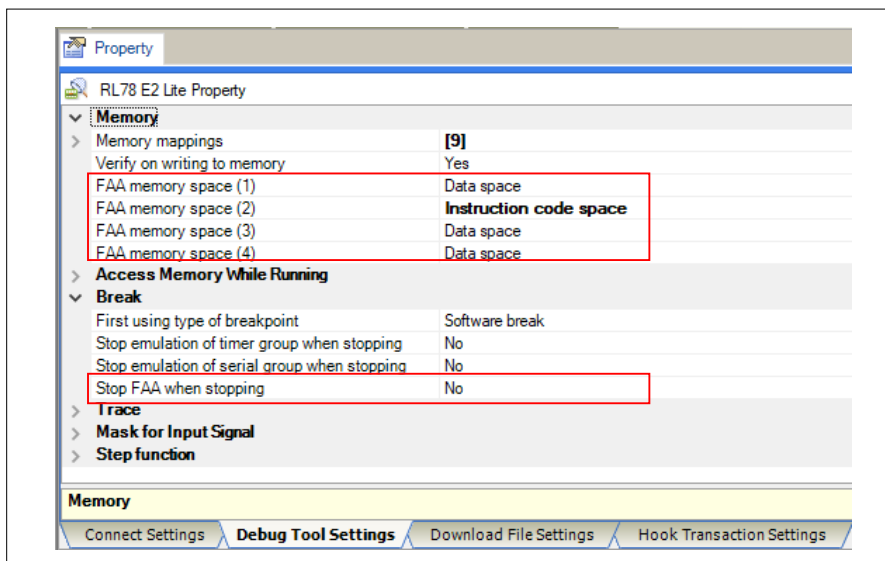 Property
RL78 E2 Lite Property
Memory
Memory mappings [9]
Verify on writing to memory Yes
FAA memory space (1) Data space
FAA memory space (2) Instruction code space
FAA memory space (3) Data space
FAA memory space (4) Data space
Access Memory While Running
Break
First using type of breakpoint Software break
Stop emulation of timer group when stopping No
Stop emulation of serial group when stopping No
Stop FAA when stopping No
Trace
Mask for Input Signal
Step function
Memory
Connect Settings Debug Tool Settings Download File Settings Hook Transaction Settings